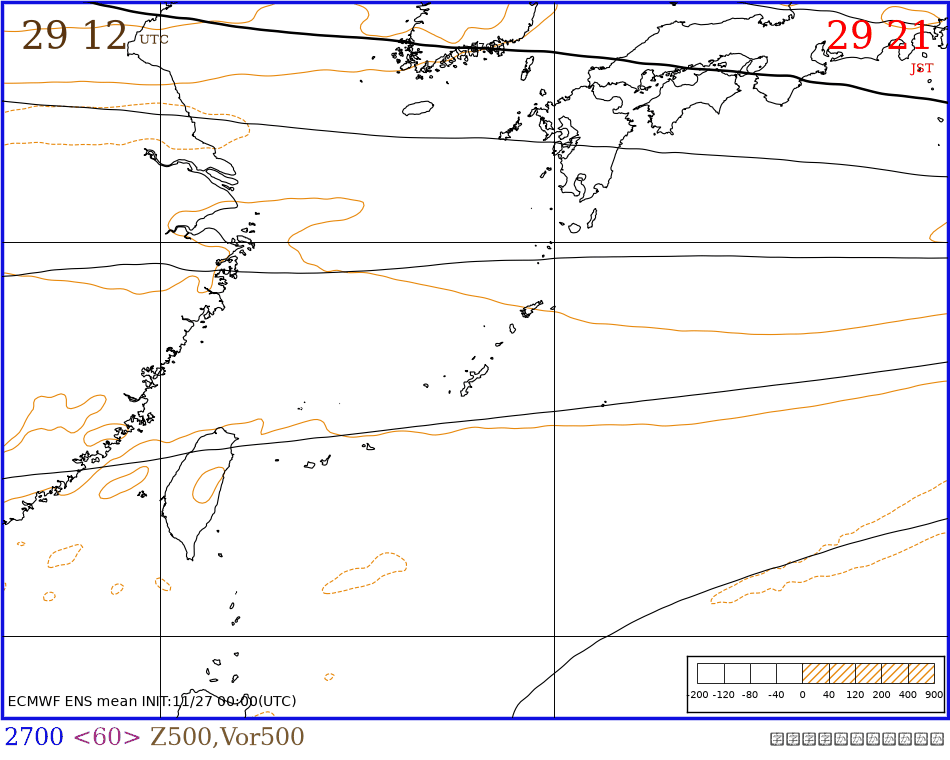 29 12 UTC
29 21
JST
-200 -120 -80 -40 0 40 120 200 400 900
ECMWF ENS mean INIT:11/27 00:00(UTC)
2700 <60> Z500,Vor500